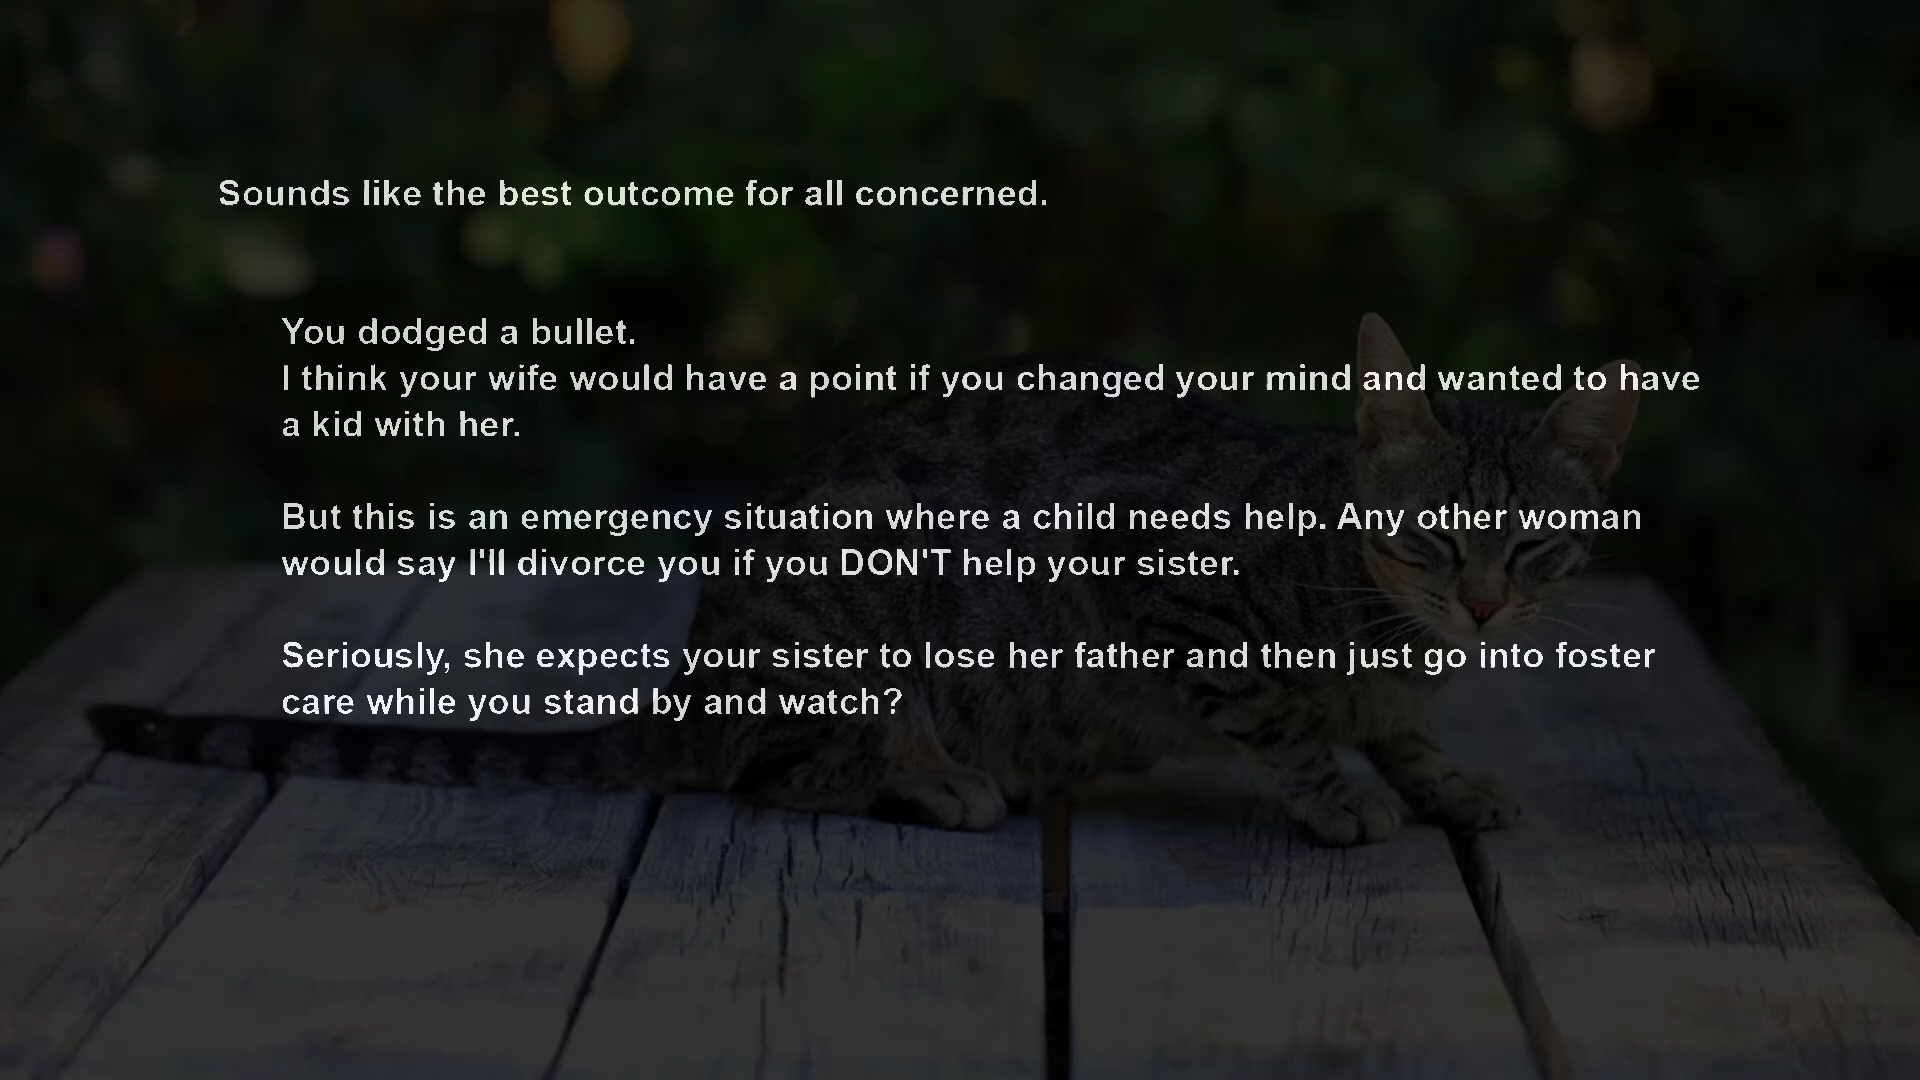 Sounds like the best outcome for all concerned.
You dodged a bullet.
I think your wife would have a point if you changed your mind and wanted to have
a kid with her.
But this is an emergency situation where a child needs help. Any other woman
would say I'll divorce you if you DON'T help your sister.
Seriously, she expects your sister to lose her father and then just go into foster
care while you stand by and watch?